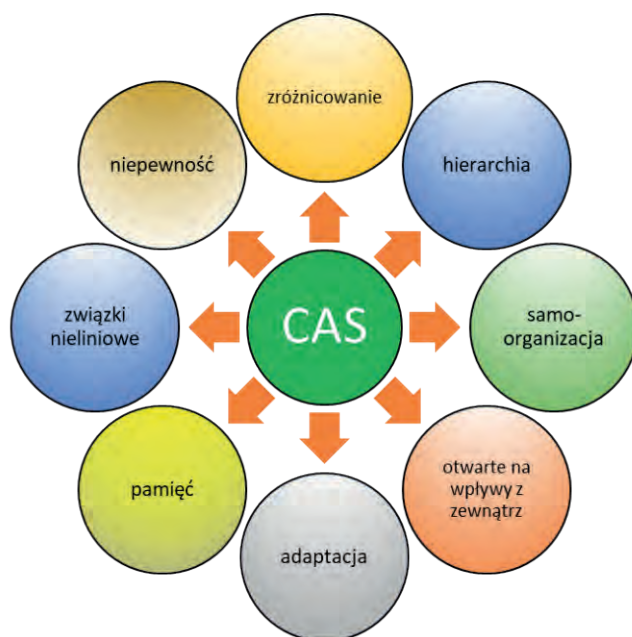 zróżnicowanie
niepewność
hierarchia
CAS
związki
nieliniowe
samo-
organizacja
pamięć
otwarte na
wpływy z
zewnątrz
adaptacja